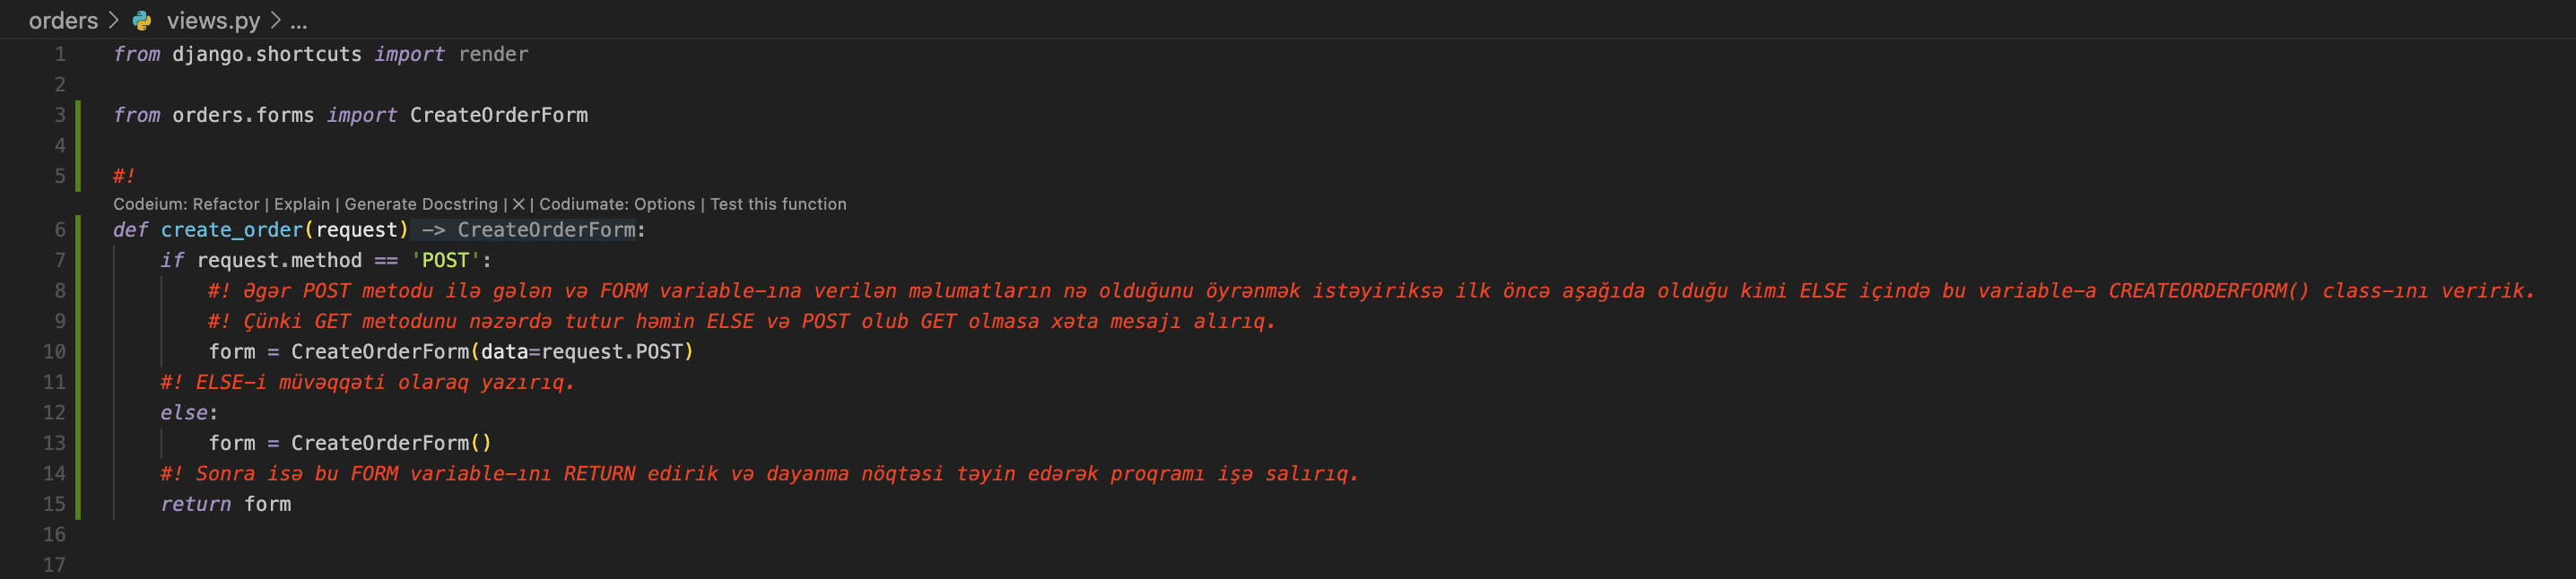 orders > views.py > ...
1 from django.shortcuts import render
2
3 from orders.forms import CreateOrderForm
4
5 #!
Codeium: Refactor | Explain | Generate Docstring | × | Codiumate: Options | Test this function
6 def create_order(request) -> CreateOrderForm:
7 if request.method == 'POST':
8 #! Əgər POST metodu ilə gələn və FORM variable-ına verilən məlumatların nə olduğunu öyrənmək istəyiriksə ilk öncə aşağıda olduğu kimi ELSE içində bu variable-a CREATEORDERFORM() class-ını veririk.
9 #! Çünki GET metodunu nəzərdə tutur həmin ELSE və POST olub GET olmasa xəta mesajı alırıq.
10 form = CreateOrderForm(data=request.POST)
11 #! ELSE-i müvəqqəti olaraq yazırıq.
12 else:
13 form = CreateOrderForm()
14 #! Sonra isə bu FORM variable-ını RETURN edirik və dayanma nöqtəsi təyin edərək proqramı işə salırıq.
15 return form
16
17